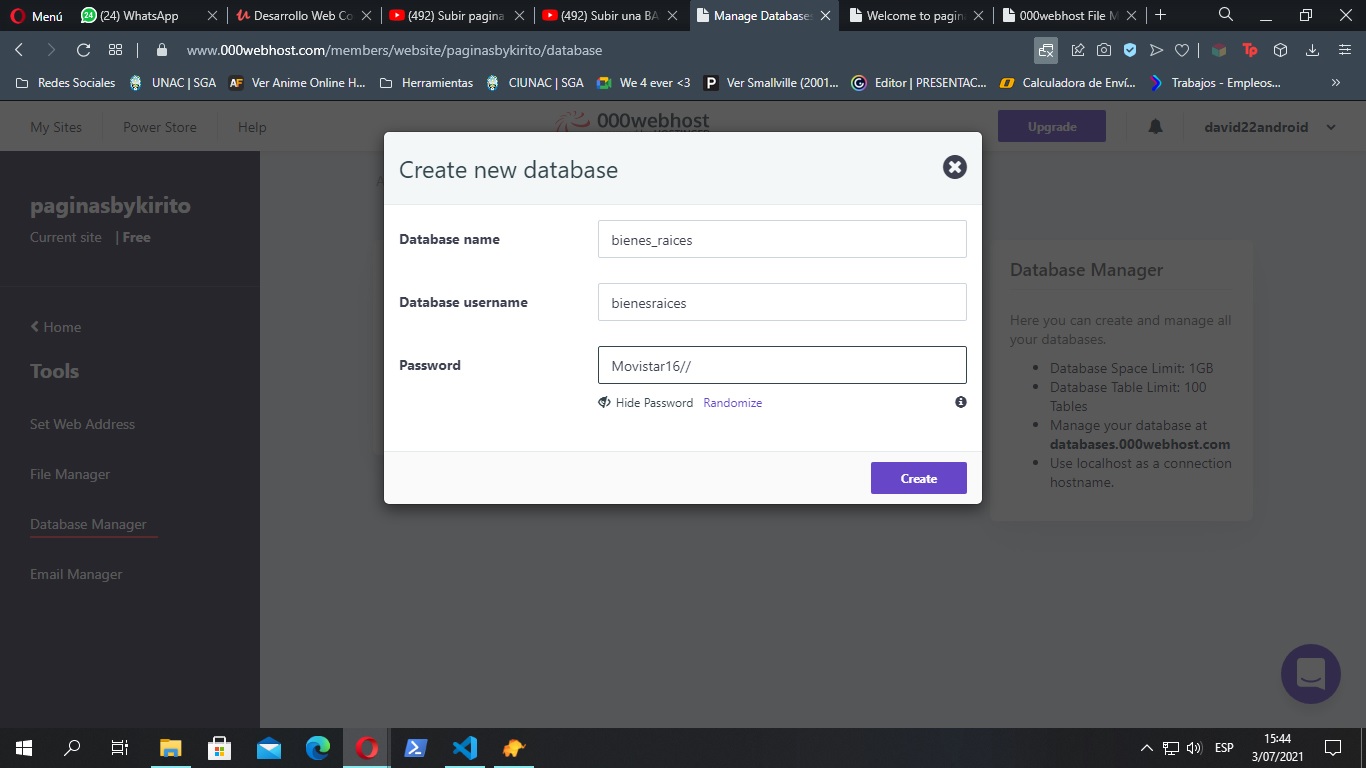 Menú
(24) WhatsApp
Desarrollo Web Co
(492) Subir pagina
(492) Subir una BA
Manage Database
Welcome to pagin
000webhost File M
www.000webhost.com/members/website/paginasbykirito/database
Redes Sociales
UNAC | SGA
Ver Anime Online H...
Herramientas
CIUNAC | SGA
We 4 ever <3
Ver Smallville (2001...
Editor | PRESENTAC...
Calculadora de Enví...
Trabajos - Empleos...
My Sites
Power Store
Help
000webhost
Upgrade
david22android
paginasbykirito
Current site | Free
Home
Tools
Set Web Address
File Manager
Database Manager
Email Manager
Create new database
Database name
bienes_raices
Database username
bienesraices
Password
Movistar16//
Hide Password
Randomize
Create
Database Manager
Here you can create and manage all
your databases.
Database Space Limit: 1GB
Database Table Limit: 100
Tables
Manage your database at
databases.000webhost.com
Use localhost as a connection
hostname.
ESP
15:44
3/07/2021